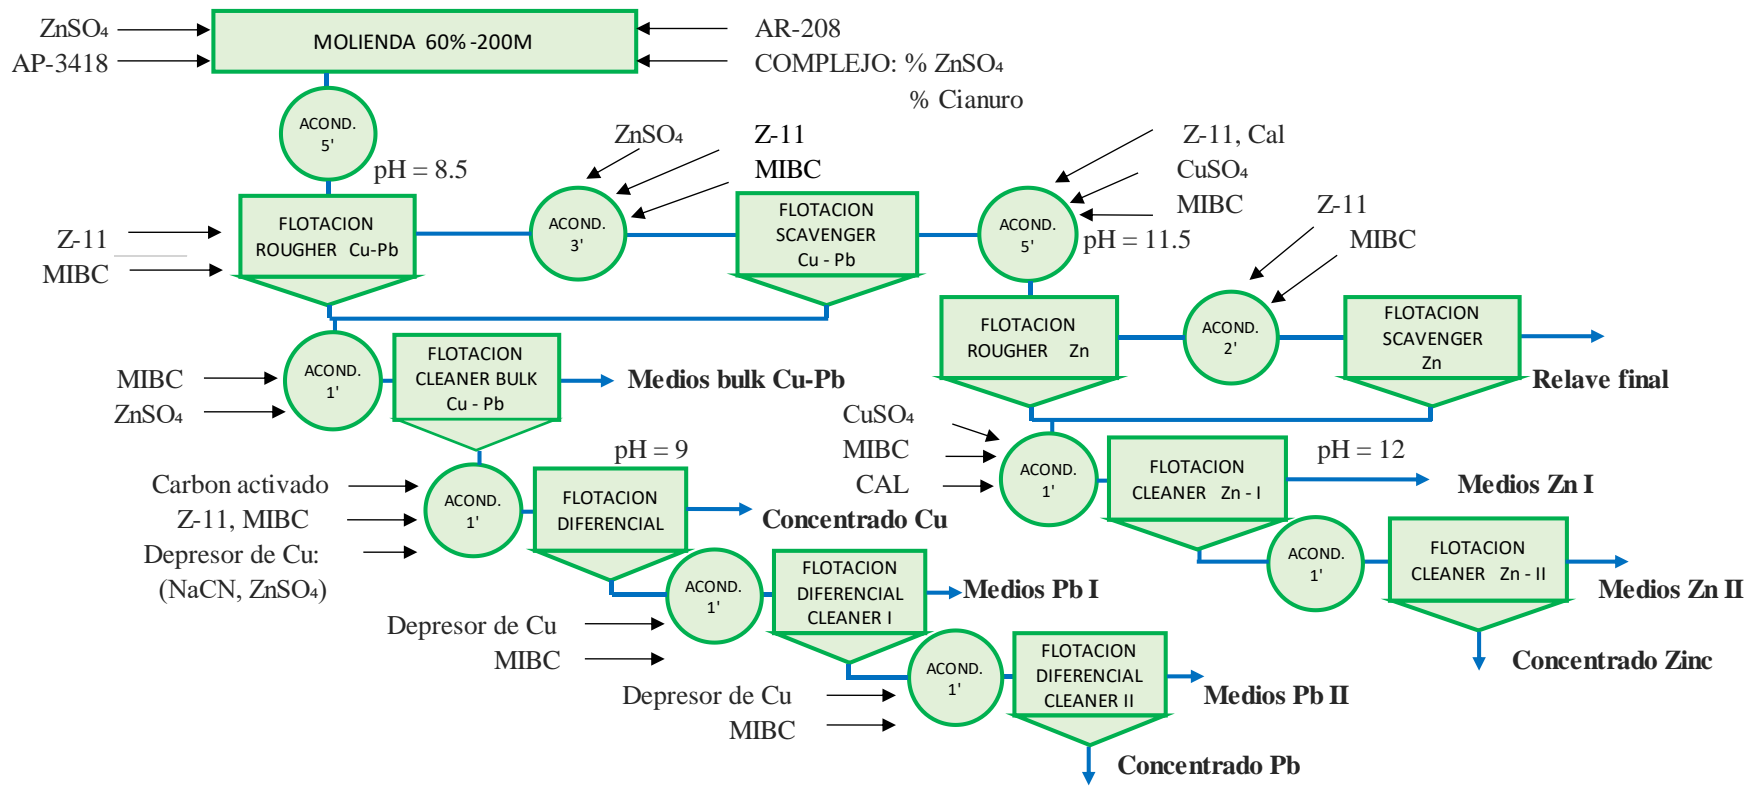 ZnSO₄
AP-3418
MOLIENDA 60% -200M
AR-208
COMPLEJO: % ZnSO₄
% Cianuro
ACOND.
5'
pH = 8.5
ZnSO₄
Z-11
MIBC
Z-11, Cal
CuSO₄
MIBC
Z-11
MIBC
FLOTACION
ROUGHER Cu-Pb
Z-11
MIBC
ACOND.
3'
FLOTACION
SCAVENGER
Cu - Pb
ACOND.
5'
pH = 11.5
FLOTACION
ROUGHER Zn
ACOND.
2'
FLOTACION
SCAVENGER
Zn
Relave final
MIBC
ZnSO₄
ACOND.
1'
FLOTACION
CLEANER BULK
Cu - Pb
Medios bulk Cu-Pb
CuSO₄
MIBC
CAL
ACOND.
1'
FLOTACION
CLEANER Zn - I
pH = 12
Medios Zn I
Carbon activado
Z-11, MIBC
Depresor de Cu:
(NaCN, ZnSO₄)
ACOND.
1'
pH = 9
FLOTACION
DIFERENCIAL
Concentrado Cu
ACOND.
1'
FLOTACION
CLEANER Zn - II
Medios Zn II
Concentrado Zinc
Depresor de Cu
MIBC
ACOND.
1'
FLOTACION
DIFERENCIAL
CLEANER I
Medios Pb I
Depresor de Cu
MIBC
ACOND.
1'
FLOTACION
DIFERENCIAL
CLEANER II
Medios Pb II
Concentrado Pb